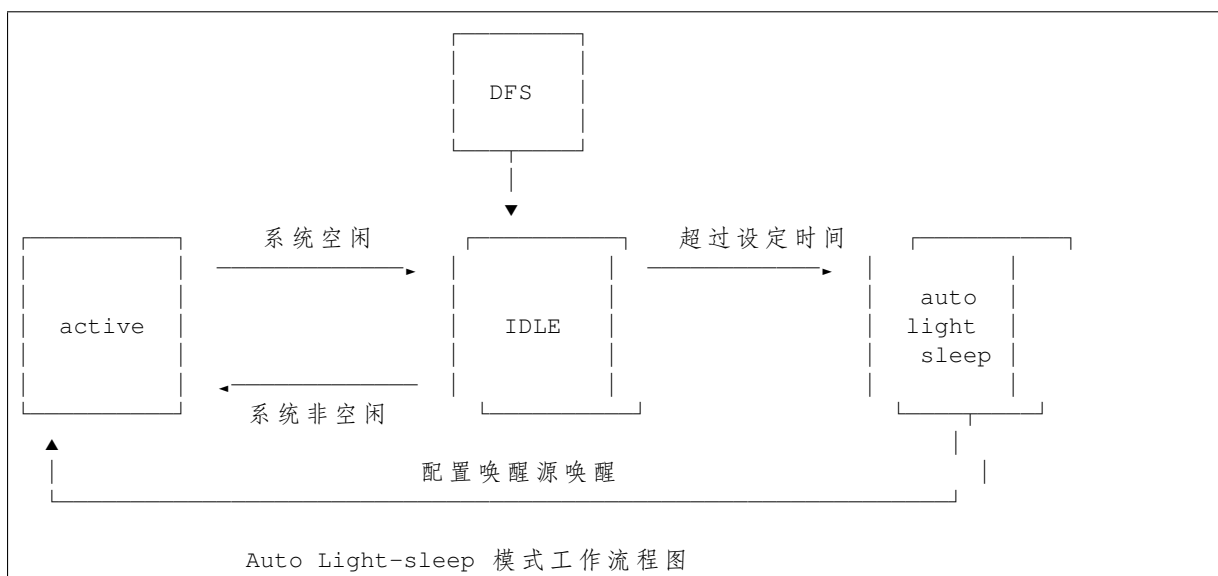 DFS
系统空闲
超过设定时间
active
IDLE
auto
light
sleep
系统非空闲
配置唤醒源唤醒
Auto Light-sleep 模式工作流程图